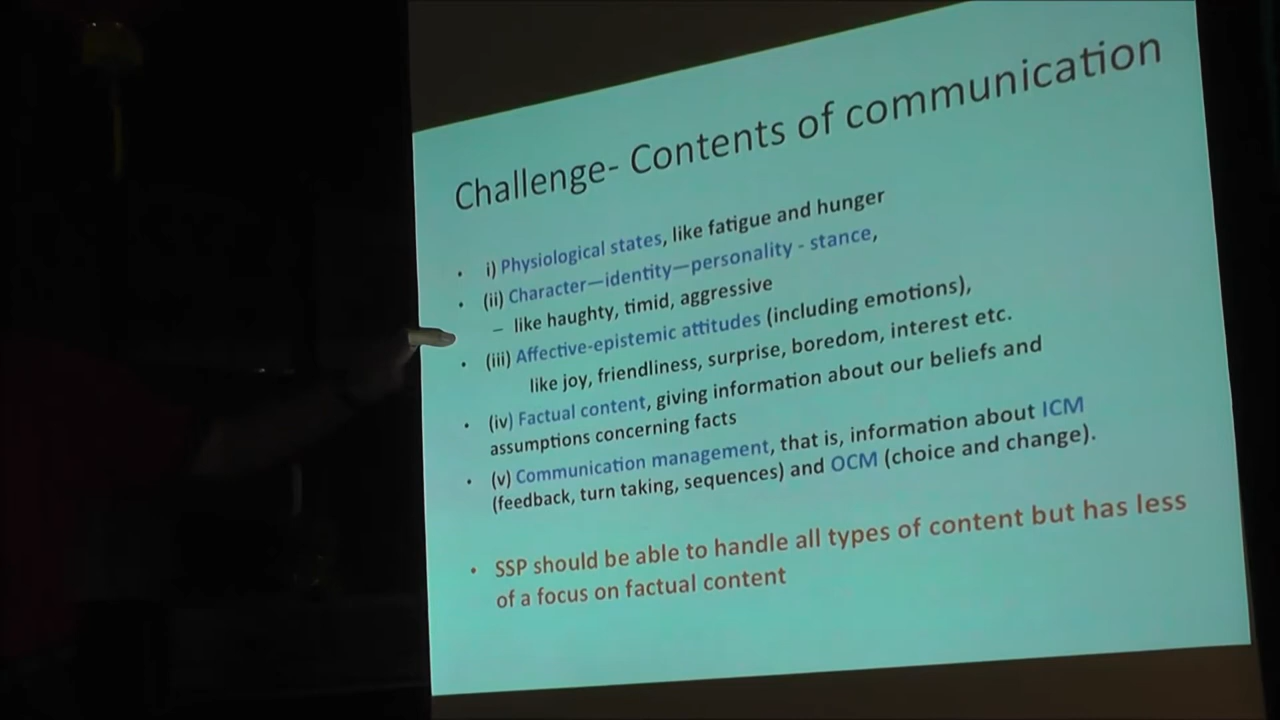 Challenge- Contents of communication
• i) Physiological states, like fatigue and hunger
• (ii) Character—identity—personality - stance,
– like haughty, timid, aggressive
• (iii) Affective-epistemic attitudes (including emotions),
like joy, friendliness, surprise, boredom, interest etc.
• (iv) Factual content, giving information about our beliefs and
assumptions concerning facts
• (v) Communication management, that is, information about ICM
(feedback, turn taking, sequences) and OCM (choice and change).
• SSP should be able to handle all types of content but has less
of a focus on factual content